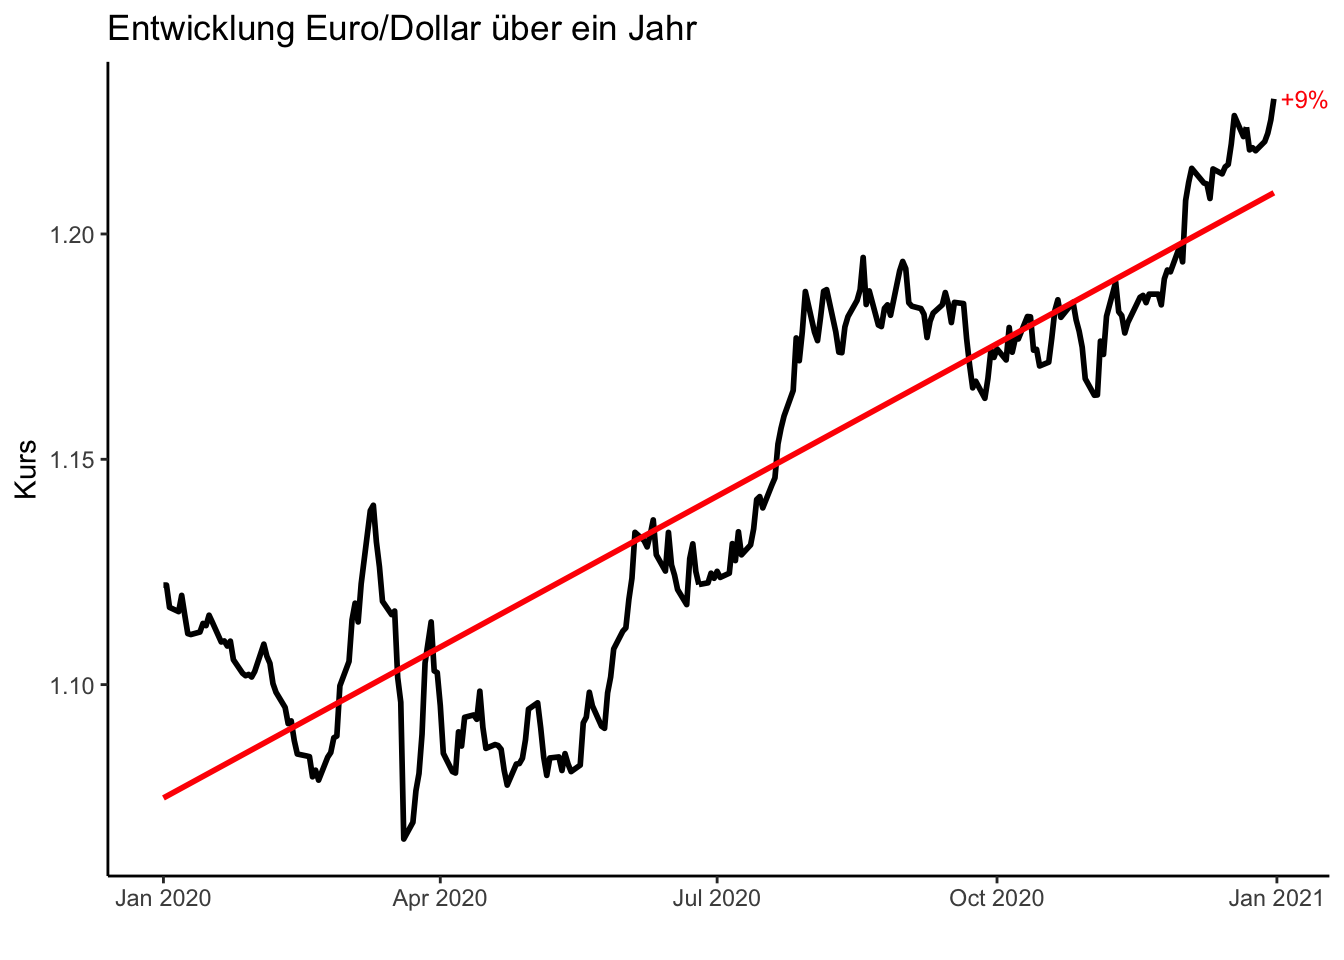 Entwicklung Euro/Dollar über ein Jahr
+9%
1.20
1.15
1.10
Kurs
Jan 2020
Apr 2020
Jul 2020
Oct 2020
Jan 2021